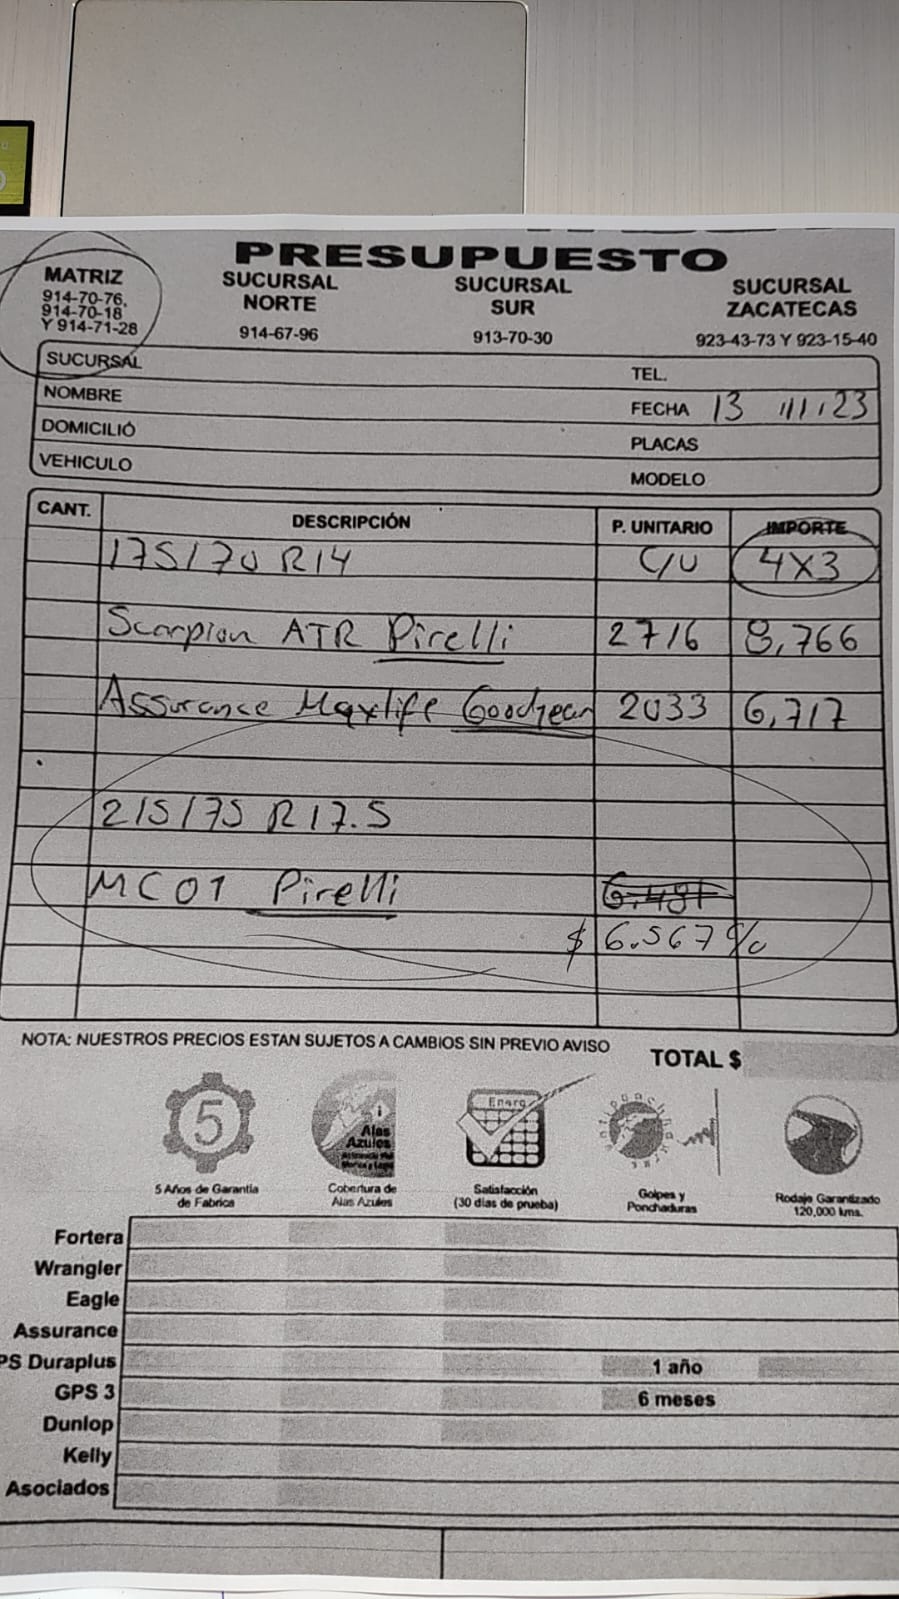 PRESUPUESTO
MATRIZ
914-70-76,
914-70-18
Y 914-71-28
SUCURSAL
NORTE
914-67-96
SUCURSAL
SUR
913-70-30
SUCURSAL
ZACATECAS
923-43-73 Y 923-15-40
SUCURSAL
TEL.
NOMBRE
FECHA 13 /11/23
DOMICILIÓ
PLACAS
VEHICULO
MODELO
CANT. DESCRIPCIÓN P. UNITARIO IMPORTE
175/70 R14 C/U 4X3
Scorpion ATR Pirelli 2716 8,766
Assurance Maxlife Goodyear 2033 6,717
215/75 R17.5
MC01 Pirelli 6.481
$ 6.567 c/u
NOTA: NUESTROS PRECIOS ESTAN SUJETOS A CAMBIOS SIN PREVIO AVISO
TOTAL $
5
i
Alas
Azules
Enero
5 Años de Garantía
de Fabrica
Cobertura de
Alas Azules
Satisfacción
(30 días de prueba)
Golpes y
Ponchaduras
Rodaje Garantizado
120,000 kms.
Fortera
Wrangler
Eagle
Assurance
PS Duraplus 1 año
GPS 3 6 meses
Dunlop
Kelly
Asociados